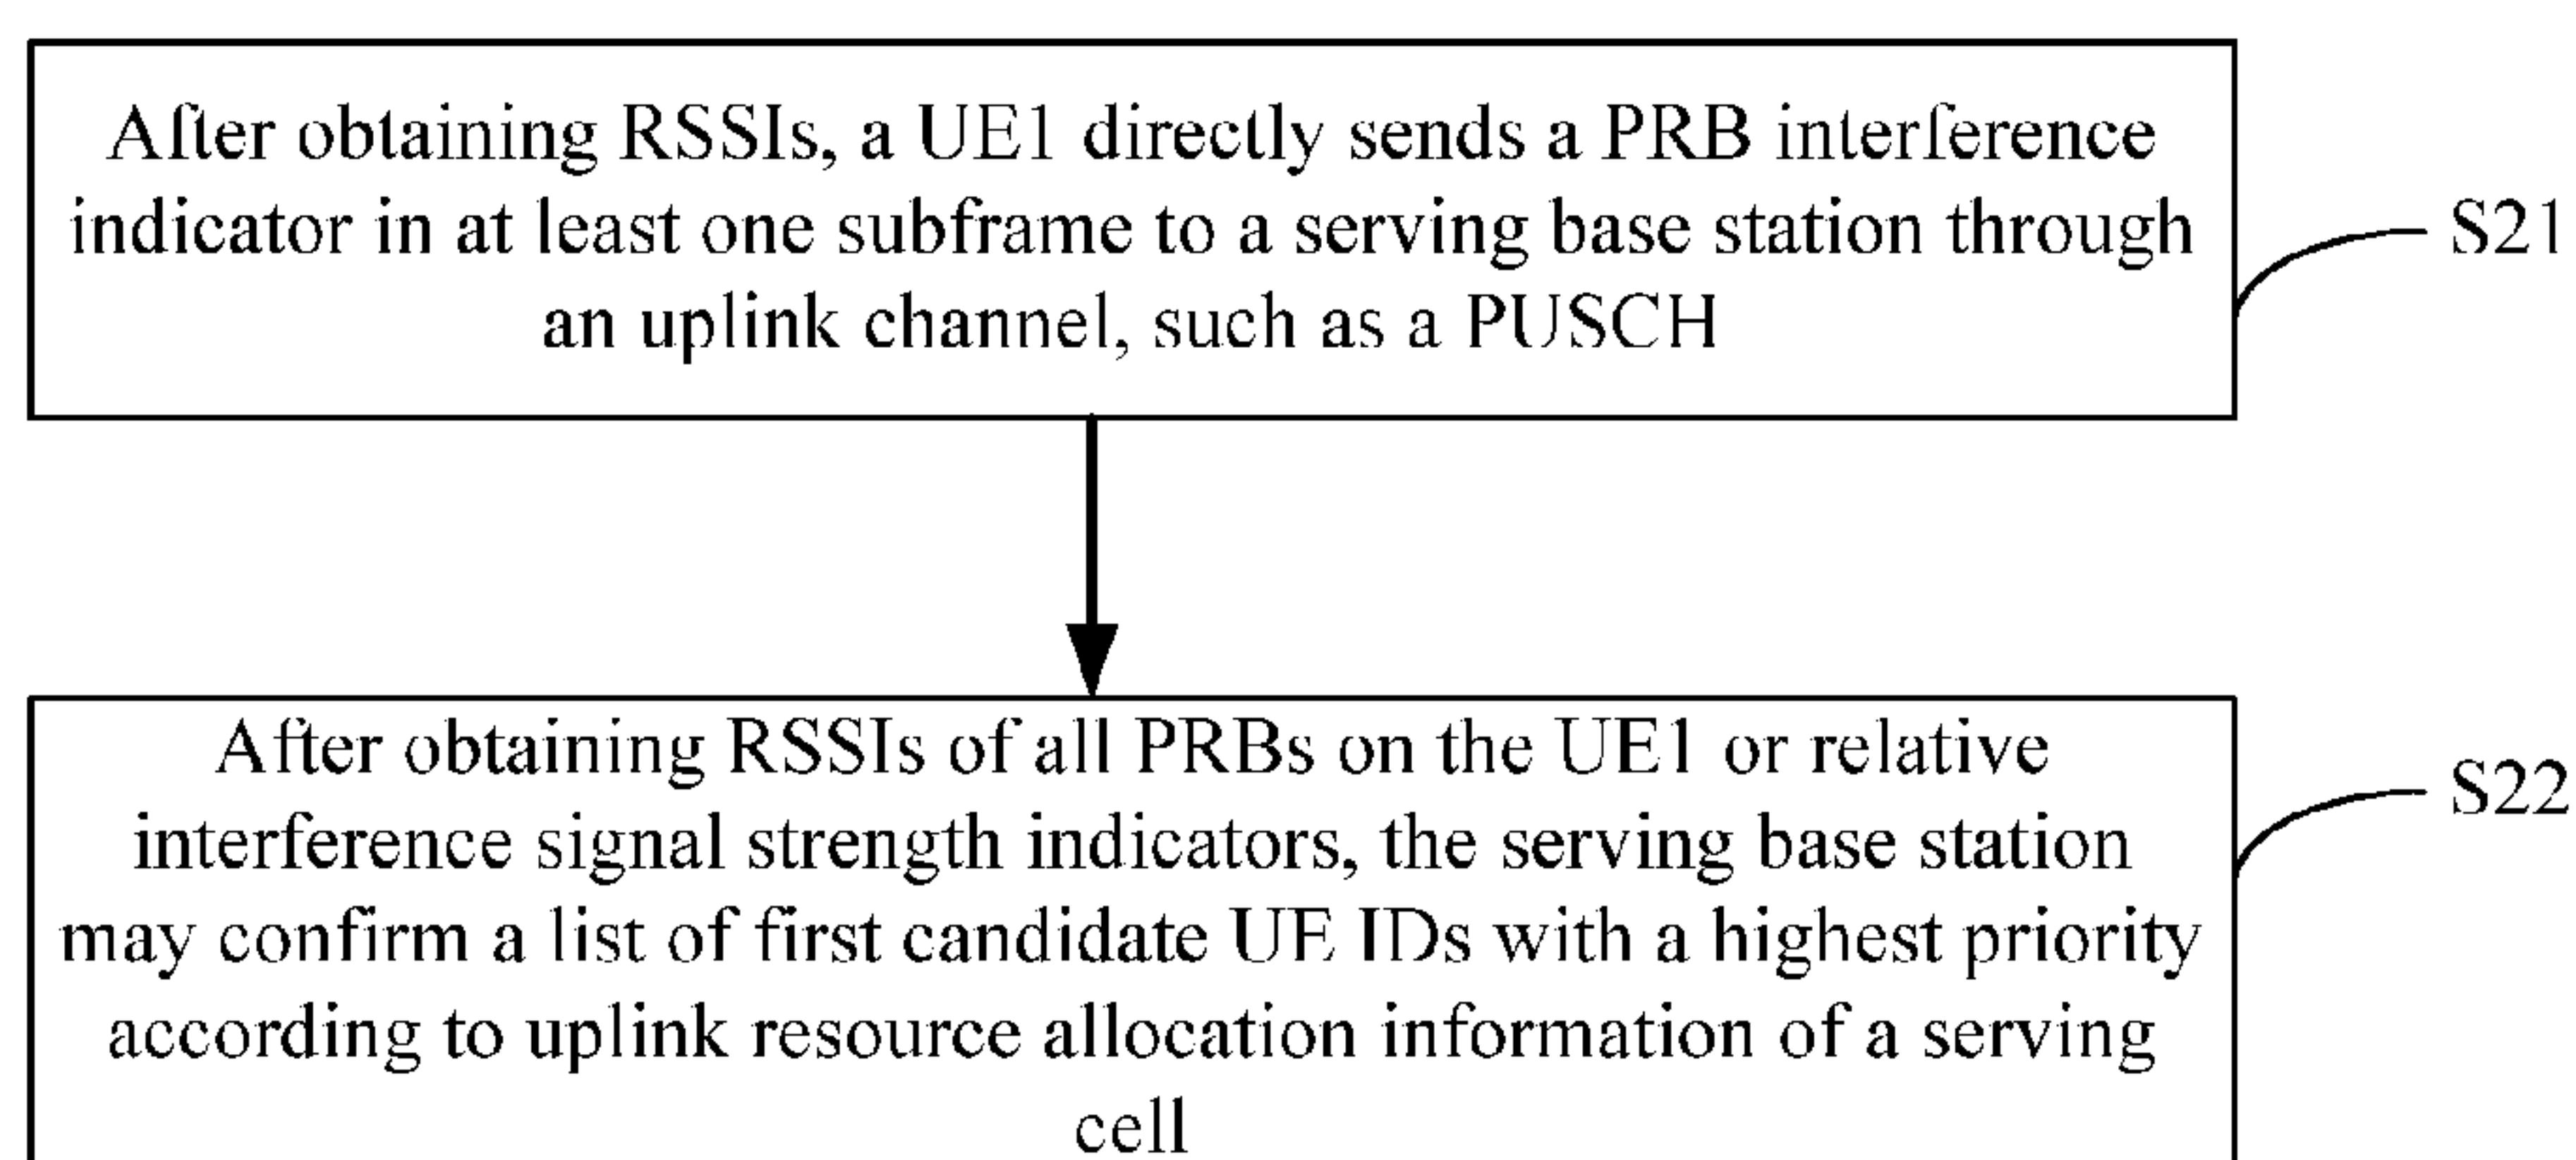 After obtaining RSSIs, a UE1 directly sends a PRB interference
indicator in at least one subframe to a serving base station through
an uplink channel, such as a PUSCH
S21
After obtaining RSSIs of all PRBs on the UE1 or relative
interference signal strength indicators, the serving base station
may confirm a list of first candidate UE IDs with a highest priority
according to uplink resource allocation information of a serving
cell
S22